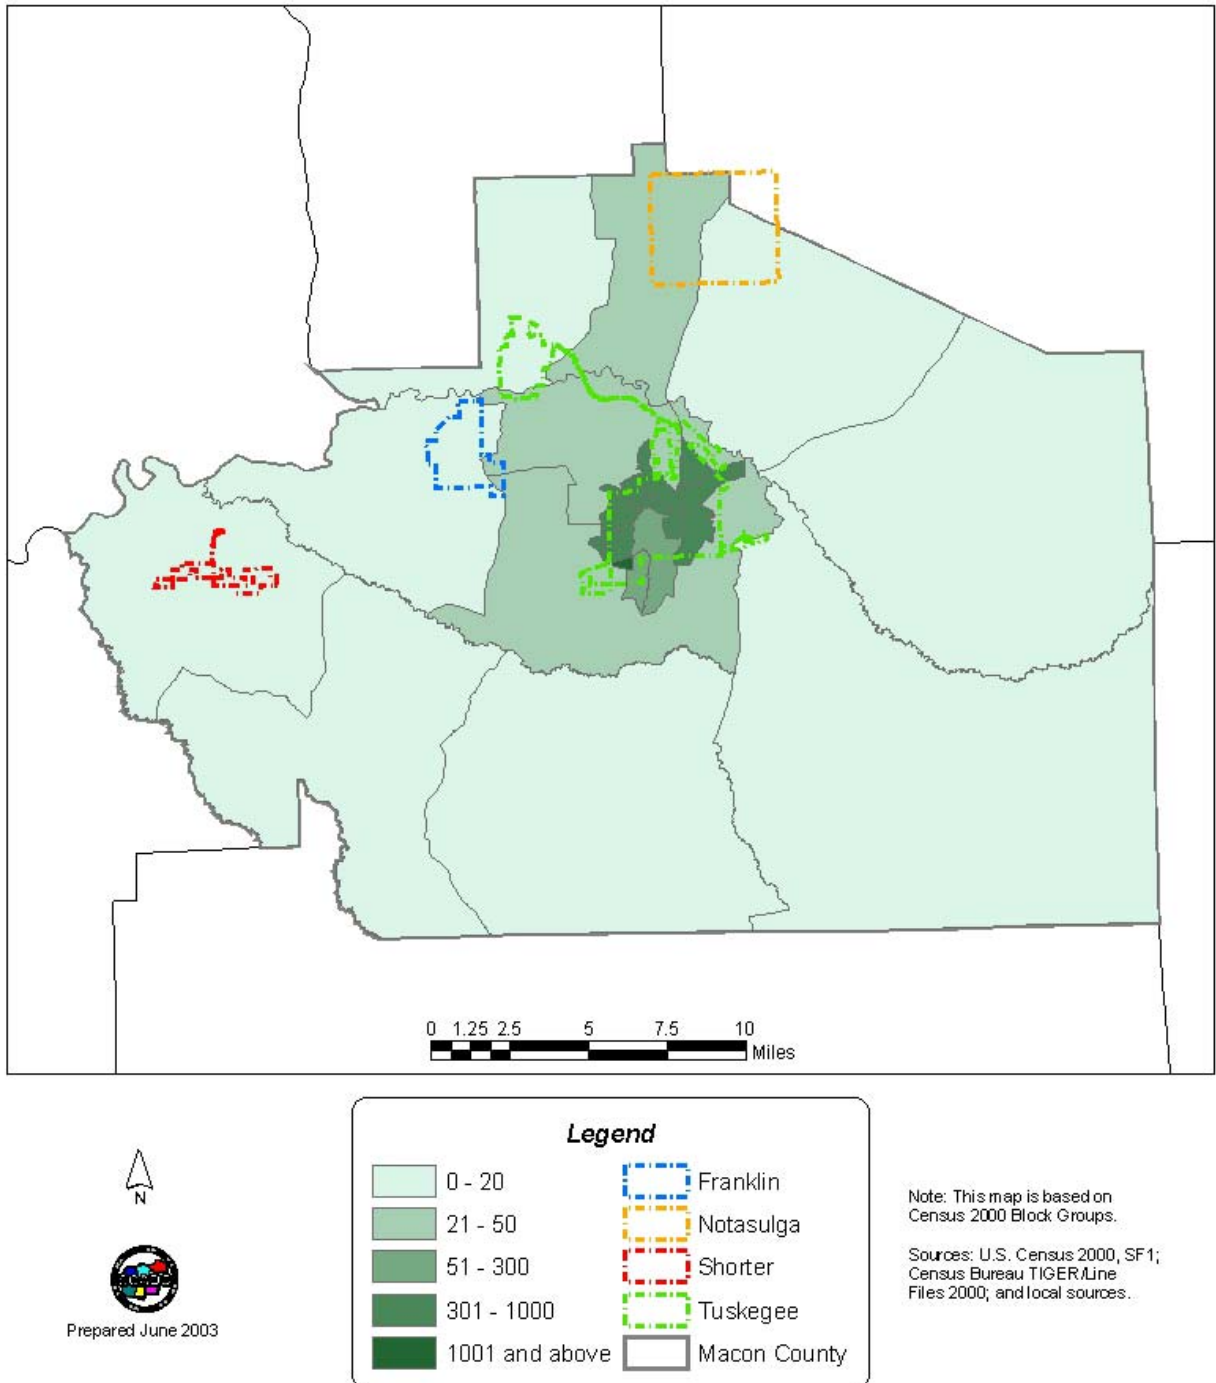 0 1.25 2.5 5 7.5 10
Miles
Legend
0 - 20
21 - 50
51 - 300
301 - 1000
1001 and above
Franklin
Notasulga
Shorter
Tuskegee
Macon County
N
Prepared June 2003
Note: This map is based on
Census 2000 Block Groups.
Sources: U.S. Census 2000, SF1;
Census Bureau TIGER/Line
Files 2000; and local sources.